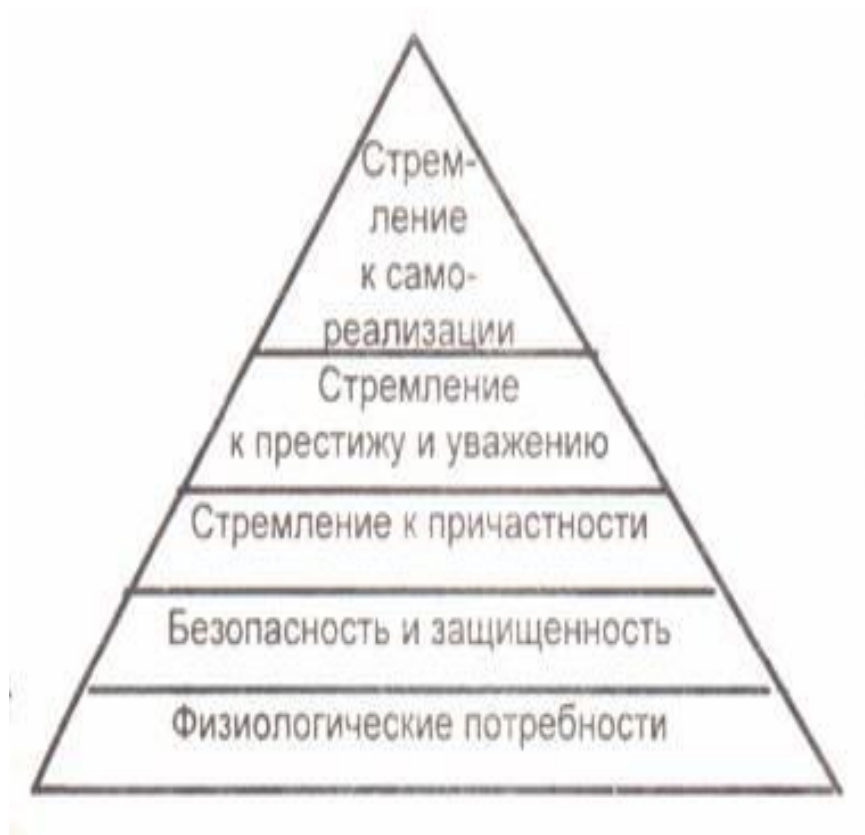 Стрем-
ление
к само-
реализации
Стремление
к престижу и уважению
Стремление к причастности
Безопасность и защищенность
Физиологические потребности